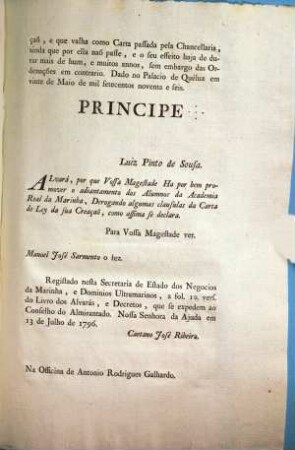 çaõ, e que valha como Carta passada pela Chancellaria,
ainda que por ella naõ passe, e o seu effeito haja de du-
rar mais de hum, e muitos annos, sem embargo das Or-
denações em contrario. Dado no Palacio de Quéluz em
vinte de Maio de mil setecentos noventa e seis.
PRINCIPE
Luiz Pinto de Sousa.
ALvará, por que Vossa Magestade Ha por bem pro-
mover o adiantamento dos Alumnos da Academia
Real da Marinha, Derogando algumas clausulas da Carta
de Ley da sua Creaçaõ, como assima se declara.
Para Vossa Magestade ver.
Manoel José Sarmento o fez.
Registado nesta Secretaria de Estado dos Negocios
da Marinha, e Dominios Ultramarinos, a fol. 10. vers.
do Livro dos Alvarás, e Decretos, que se expedem ao
Conselho do Almirantado. Nossa Senhora da Ajuda em
13 de Julho de 1796.
Caetano José Ribeiro.
Na Officina de Antonio Rodrigues Galhardo.